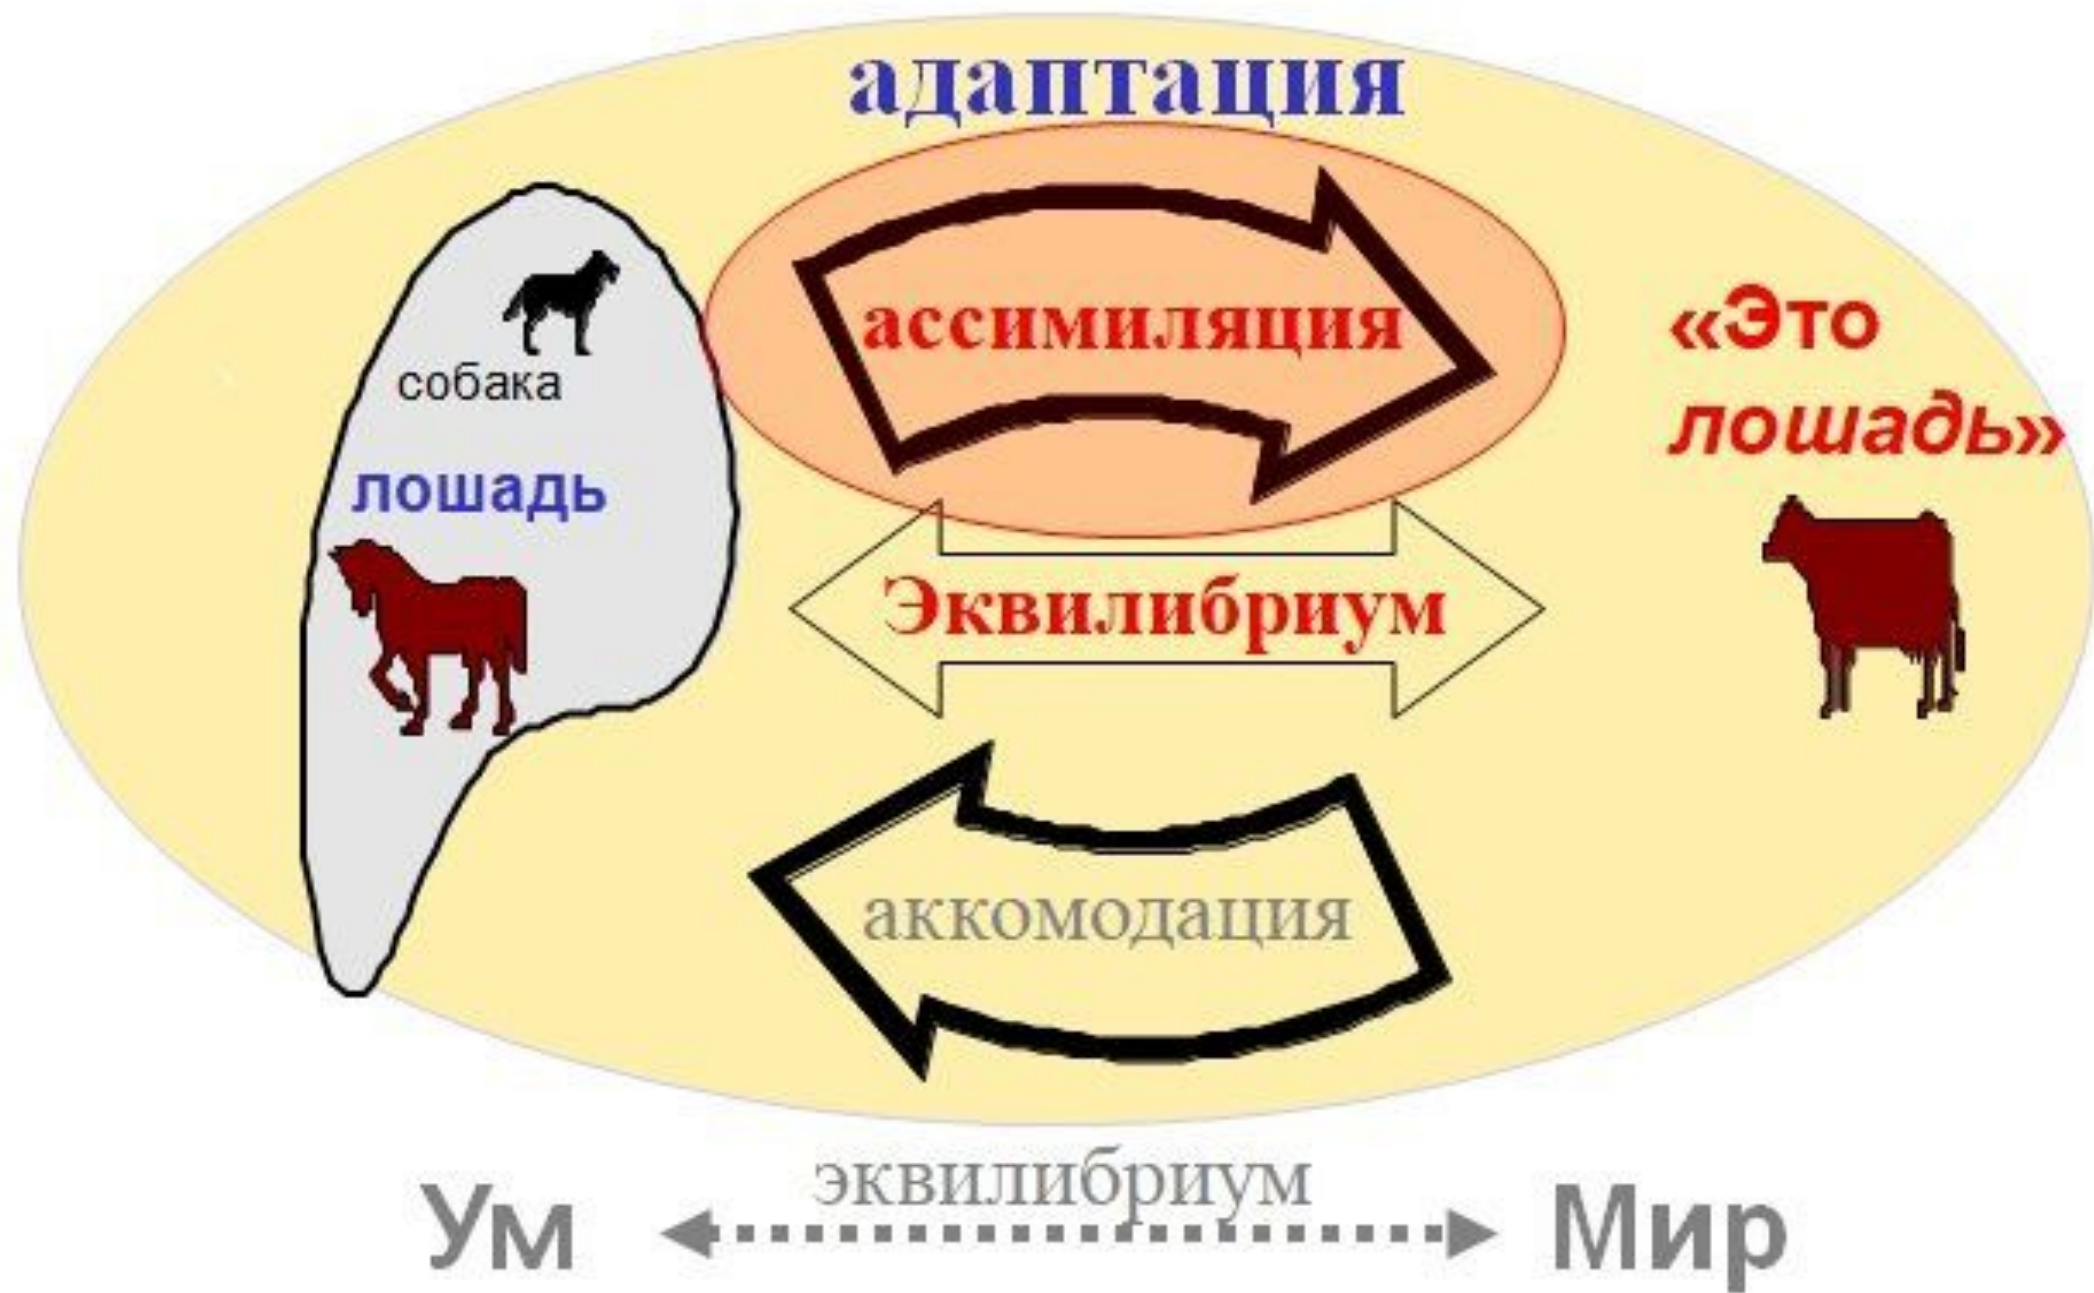 адаптация
ассимиляция
«Это
лошадь»
собака
лошадь
Эквилибриум
аккомодация
эквилибриум
Ум
Мир